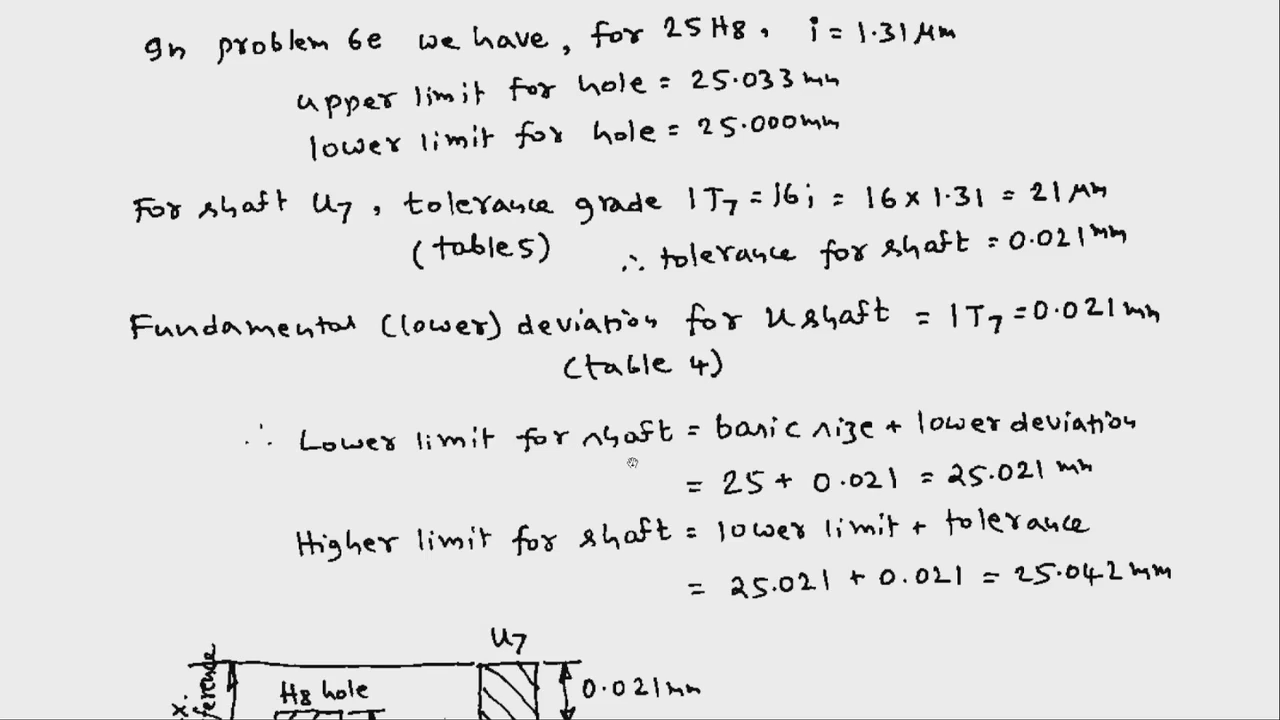 In problem 6e we have, for 25 H8, i = 1.31 μm
upper limit for hole = 25.033 mm
lower limit for hole = 25.000 mm
For shaft U7, tolerance grade IT7 = 16i = 16 × 1.31 = 21 μm
(table 5) ∴ tolerance for shaft = 0.021 mm
Fundamental (lower) deviation for U shaft = IT7 = 0.021 mm
(table 4)
∴ Lower limit for shaft = basic size + lower deviation
= 25 + 0.021 = 25.021 mm
Higher limit for shaft = lower limit + tolerance
= 25.021 + 0.021 = 25.042 mm
U7
H8 hole
0.021 mm